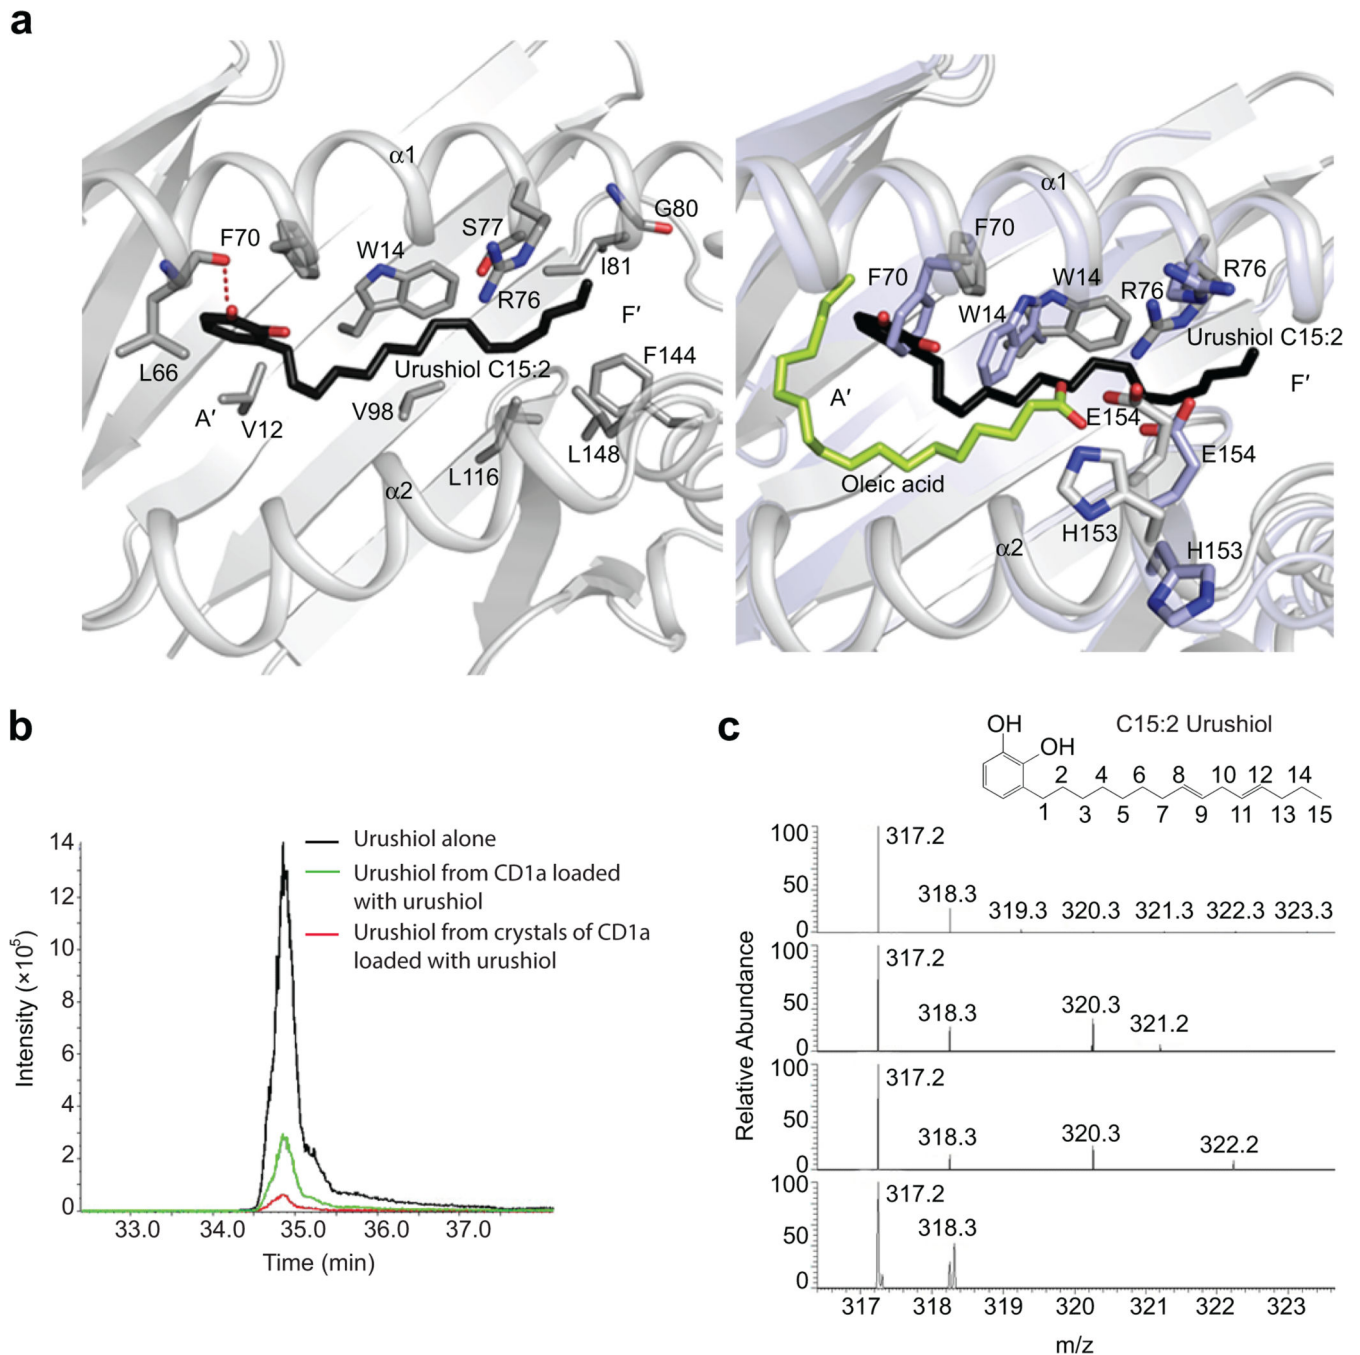 a
α1
F70
W14
S77
G80
I81
R76
F′
L66
Urushiol C15:2
F144
A′
V12
V98
L148
L116
α2
α1
F70
F70
W14
R76
W14
R76
Urushiol C15:2
A′
F′
E154
E154
Oleic acid
H153
H153
α2
b
Intensity (×10⁵)
14
12
10
8
6
4
2
0
33.0 34.0 35.0 36.0 37.0
Time (min)
Urushiol alone
Urushiol from CD1a loaded
with urushiol
Urushiol from crystals of CD1a
loaded with urushiol
c
C15:2 Urushiol
OH
OH
2 4 6 8 10 12 14
1 3 5 7 9 11 13 15
Relative Abundance
100
50
0
317.2
318.3 319.3 320.3 321.3 322.3 323.3
100
50
0
317.2
318.3 320.3 321.2
100
50
0
317.2
318.3 320.3 322.2
100
50
0
317.2
318.3
317 318 319 320 321 322 323
m/z